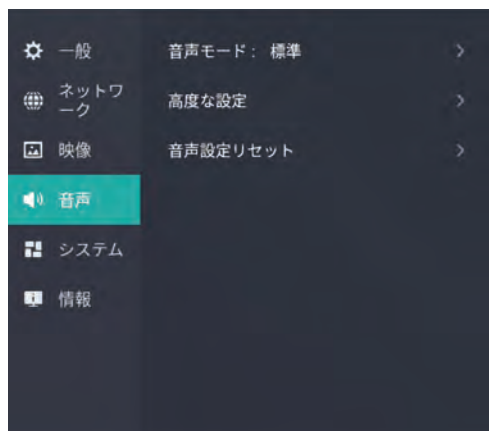 一般
ネットワ
ーク
映像
音声
システム
情報
音声モード： 標準
高度な設定
音声設定リセット